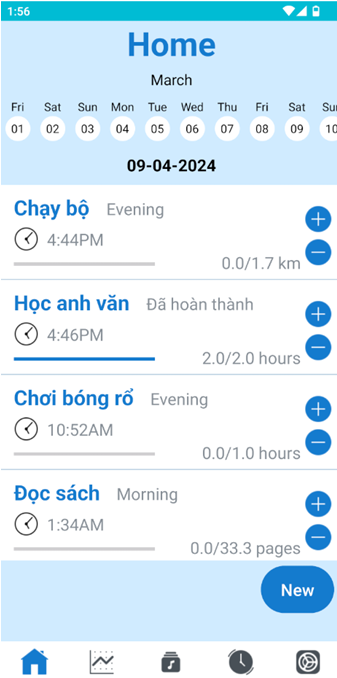 1:56
Home
March
Fri Sat Sun Mon Tue Wed Thu Fri Sat Sun
01 02 03 04 05 06 07 08 09 10
09-04-2024
Chạy bộ Evening
4:44PM
0.0/1.7 km
Học anh văn Đã hoàn thành
4:46PM
2.0/2.0 hours
Chơi bóng rổ Evening
10:52AM
0.0/1.0 hours
Đọc sách Morning
1:34AM
0.0/33.3 pages
New